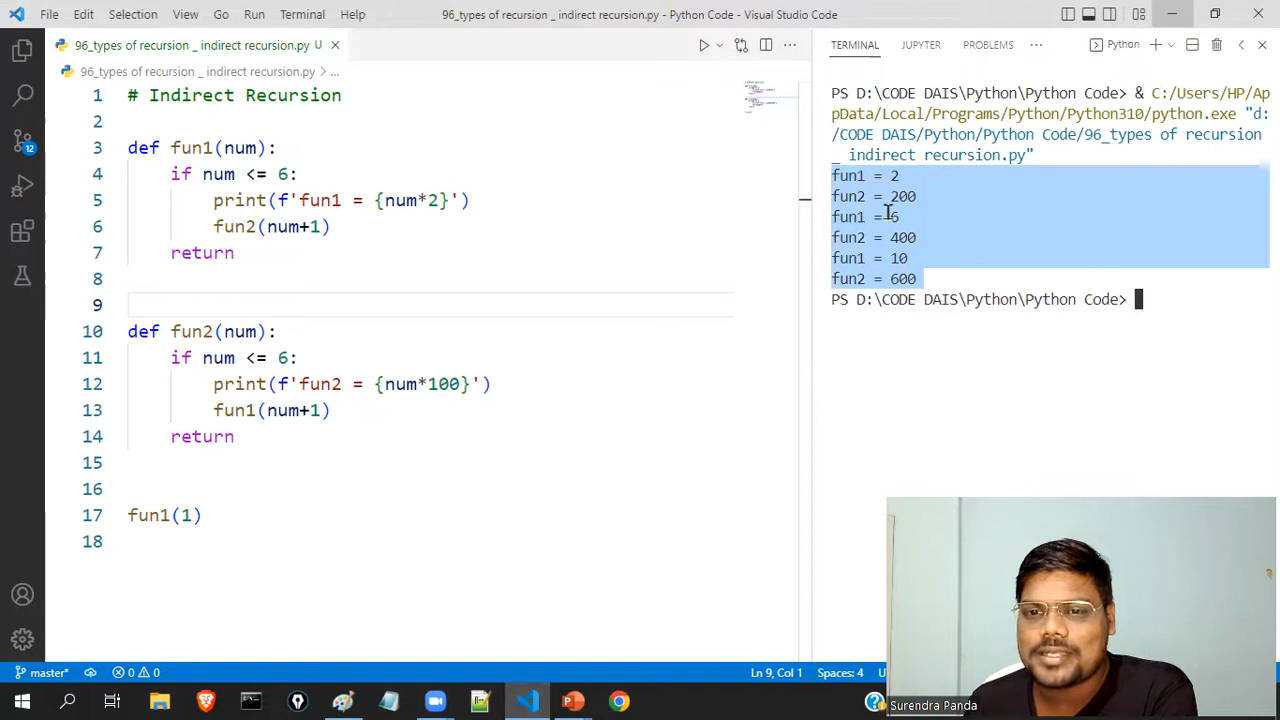 File Edit Selection View Go Run Terminal Help 96_types of recursion _ indirect recursion.py - Python Code - Visual Studio Code
96_types of recursion _ indirect recursion.py U
96_types of recursion _ indirect recursion.py > ...
1 # Indirect Recursion
2
3 def fun1(num):
4 if num <= 6:
5 print(f'fun1 = {num*2}')
6 fun2(num+1)
7 return
8
9
10 def fun2(num):
11 if num <= 6:
12 print(f'fun2 = {num*100}')
13 fun1(num+1)
14 return
15
16
17 fun1(1)
18
TERMINAL JUPYTER PROBLEMS ... Python
PS D:\CODE DAIS\Python\Python Code> & C:/Users/HP/Ap
pData/Local/Programs/Python/Python310/python.exe "d:
/CODE DAIS/Python/Python Code/96_types of recursion
_ indirect recursion.py"
fun1 = 2
fun2 = 200
fun1 = 6
fun2 = 400
fun1 = 10
fun2 = 600
PS D:\CODE DAIS\Python\Python Code>
12
master* 0 0 Ln 9, Col 1 Spaces: 4
Surendra Panda